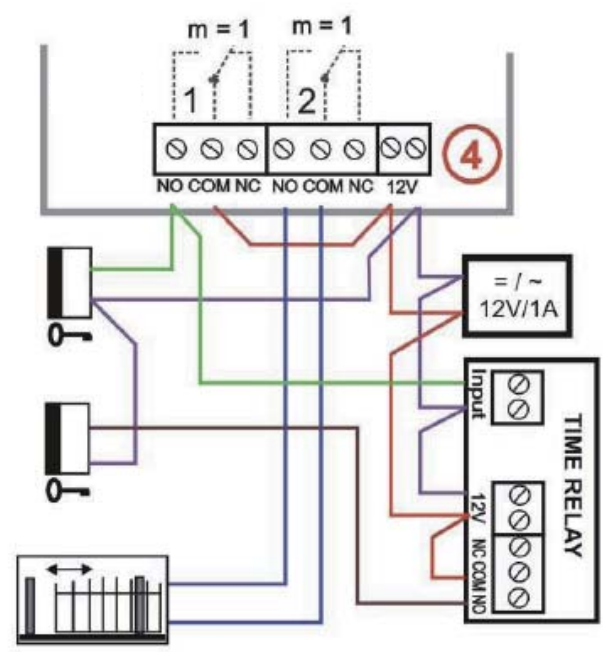 m = 1 m = 1
1 2
NO COM NC NO COM NC 12V
4
= / ~
12V/1A
Input
12V
NC COM NO
TIME RELAY